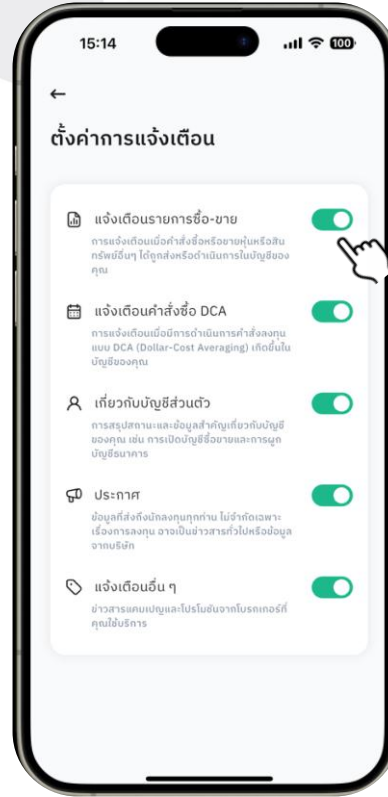 15:14
100
ตั้งค่าการแจ้งเตือน
แจ้งเตือนรายการซื้อ-ขาย
การแจ้งเตือนเมื่อคำสั่งซื้อหรือขายหุ้นหรือสิน
ทรัพย์อื่นๆ ได้ถูกส่งหรือดำเนินการในบัญชีของ
คุณ
แจ้งเตือนคำสั่งซื้อ DCA
การแจ้งเตือนเมื่อมีการดำเนินการคำสั่งลงทุน
แบบ DCA (Dollar-Cost Averaging) เกิดขึ้นใน
บัญชีของคุณ
เกี่ยวกับบัญชีส่วนตัว
การสรุปสถานะและข้อมูลสำคัญเกี่ยวกับบัญชี
ของคุณ เช่น การเปิดบัญชีซื้อขายและการผูก
บัญชีธนาคาร
ประกาศ
ข้อมูลที่ส่งถึงนักลงทุนทุกท่าน ไม่จำกัดเฉพาะ
เรื่องการลงทุน อาจเป็นข่าวสารทั่วไปหรือข้อมูล
จากบริษัท
แจ้งเตือนอื่น ๆ
ข่าวสารแคมเปญและโปรโมชันจากโบรกเกอร์ที่
คุณใช้บริการ